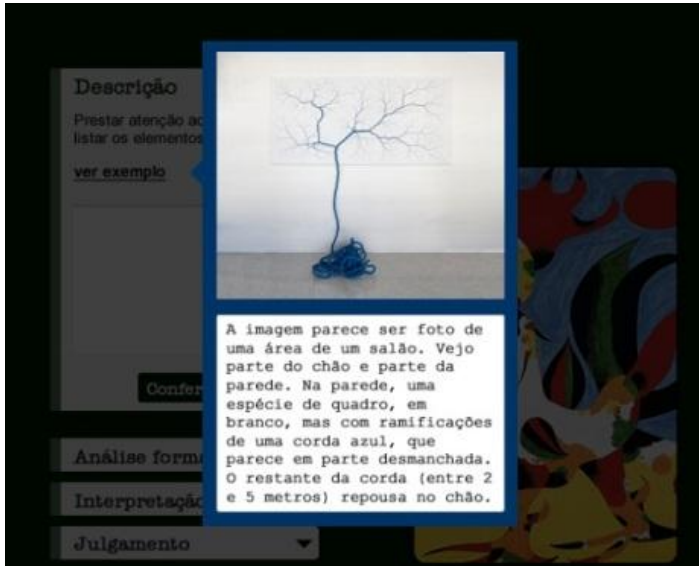 Descrição
Prestar atenção ao
listar os elementos
ver exemplo
Confer
Análise forma
Interpretação
Julgamento
A imagem parece ser foto de
uma área de um salão. Vejo
parte do chão e parte da
parede. Na parede, uma
espécie de quadro, em
branco, mas com ramificações
de uma corda azul, que
parece em parte desmanchada.
O restante da corda (entre 2
e 5 metros) repousa no chão.